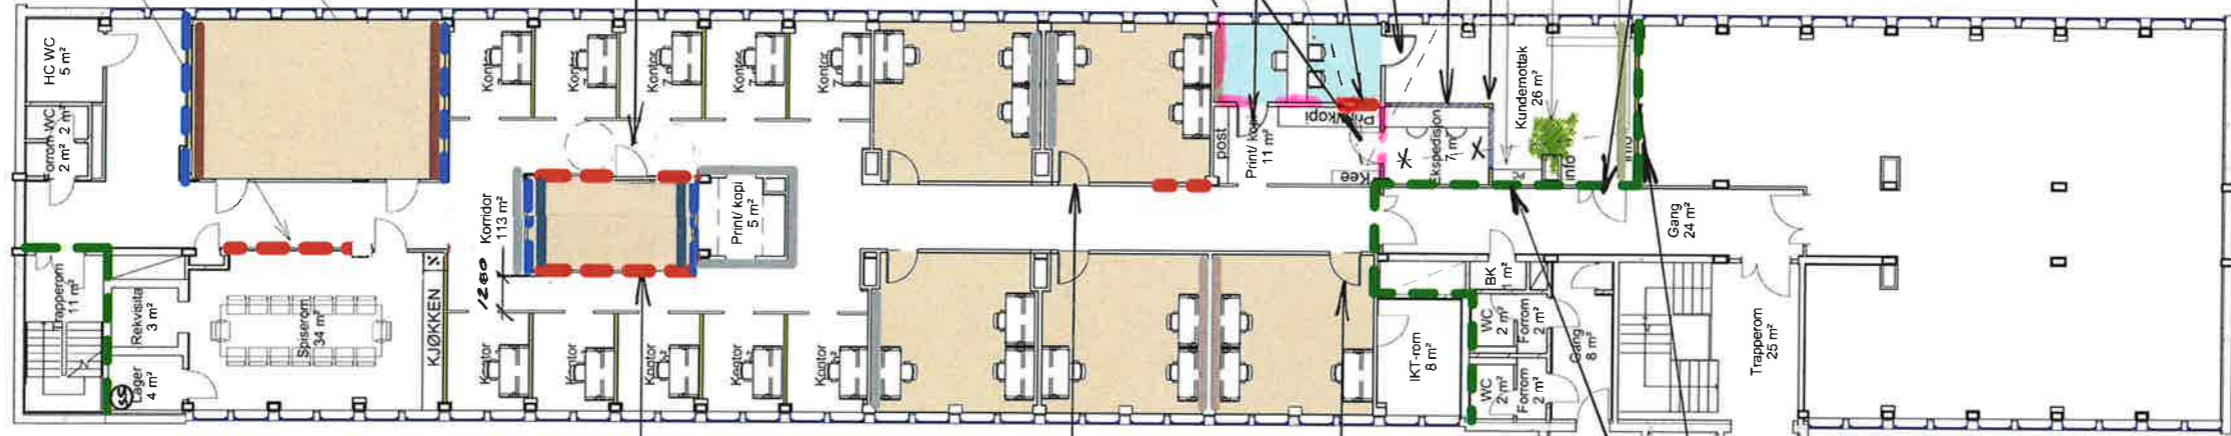 HC WC
5 m²
Forrom
2 m²
WC
2 m²
Trapperom
11 m²
Rekvisita
3 m²
Lager
4 m²
Spiserom
34 m²
KJØKKEN
Korridor
113 m²
1280
Print/ kopi
5 m²
Kontor
Kontor
Kontor
Kontor
Kontor
Kontor
Kontor
Kontor
Kontor
Kontor
post
Print/ kopi
11 m²
Print/kopi
Ekspedisjon
7 m²
Kundemottak
26 m²
info
info
Gang
24 m²
BK
1 m²
IKT-rom
8 m²
WC
2 m²
Forrom
2 m²
WC
2 m²
Forrom
2 m²
Gang
8 m²
Trapperom
25 m²